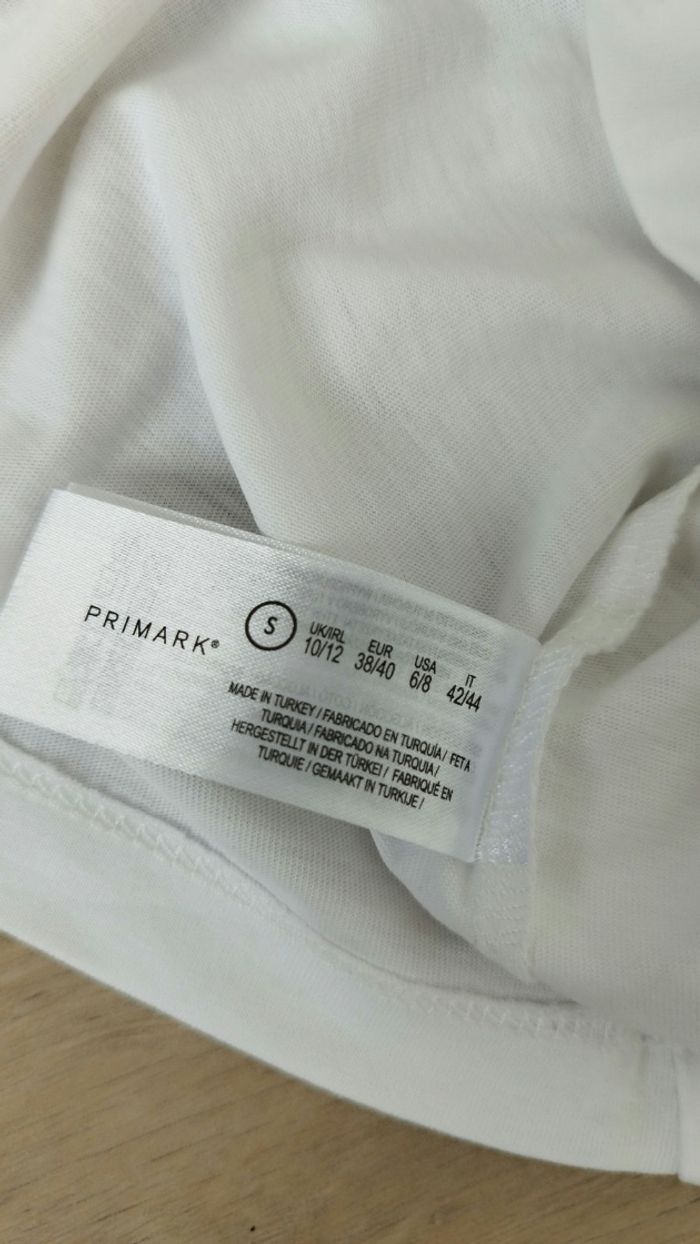 PRIMARK®
S
UK/IRL EUR USA IT
10/12 38/40 6/8 42/44
MADE IN TURKEY / FABRICADO EN TURQUÍA / FET A
TURQUIA / FABRICADO NA TURQUIA /
HERGESTELLT IN DER TÜRKEI / FABRIQUÉ EN
TURQUIE / GEMAAKT IN TURKIJE /